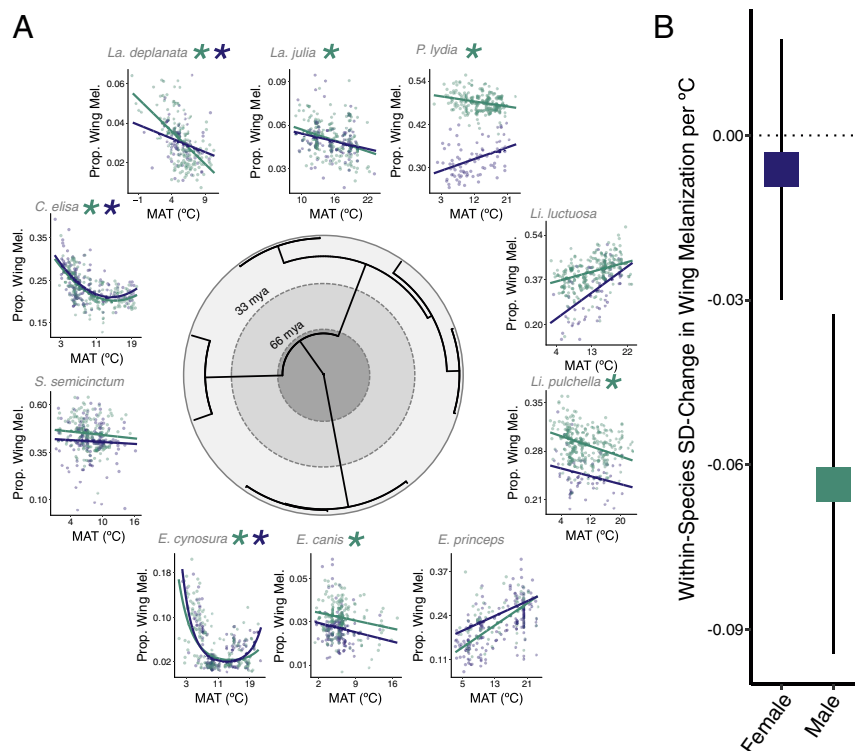 A
B
La. deplanata * *
La. julia *
P. lydia *
Prop. Wing Mel.
0.06
0.04
0.02
-1
4
9
MAT (ºC)
Prop. Wing Mel.
0.09
0.06
0.03
10
14
18
22
MAT (ºC)
Prop. Wing Mel.
0.54
0.42
0.30
3
9
15
21
MAT (ºC)
C. elisa * *
Prop. Wing Mel.
0.35
0.25
0.15
3
11
19
MAT (ºC)
33 mya
66 mya
Li. luctuosa
Prop. Wing Mel.
0.54
0.37
0.20
4
13
22
MAT (ºC)
S. semicinctum
Prop. Wing Mel.
0.60
0.35
0.10
4
10
16
MAT (ºC)
Li. pulchella *
Prop. Wing Mel.
0.35
0.28
0.21
4
12
20
MAT (ºC)
E. cynosura * *
Prop. Wing Mel.
0.18
0.10
0.02
3
11
19
MAT (ºC)
E. canis *
Prop. Wing Mel.
0.05
0.03
0.01
2
9
16
MAT (ºC)
E. princeps
Prop. Wing Mel.
0.37
0.24
0.11
5
13
21
MAT (ºC)
Within-Species SD-Change in Wing Melanization per ºC
0.00
-0.03
-0.06
-0.09
Female
Male